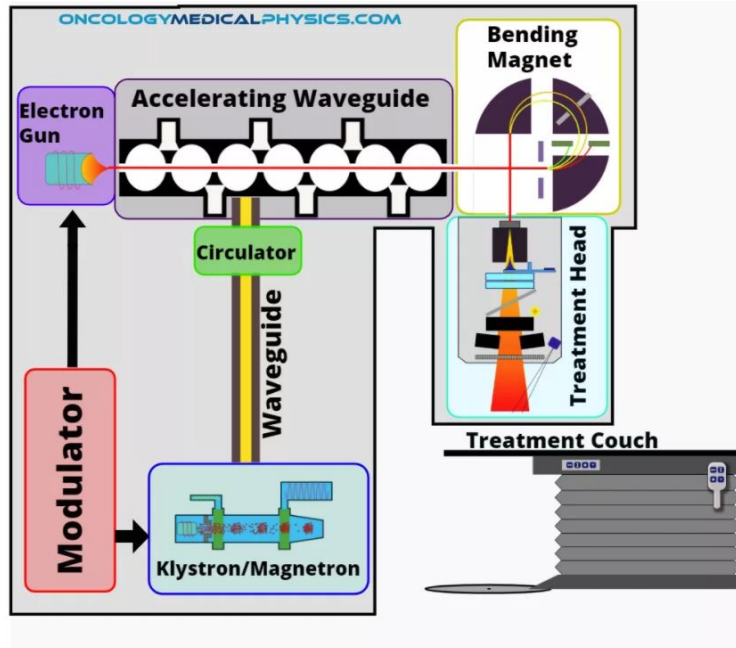 ONCOLOGYMEDICALPHYSICS.COM
Electron
Gun
Accelerating Waveguide
Bending
Magnet
Circulator
Waveguide
Treatment Head
Modulator
Klystron/Magnetron
Treatment Couch